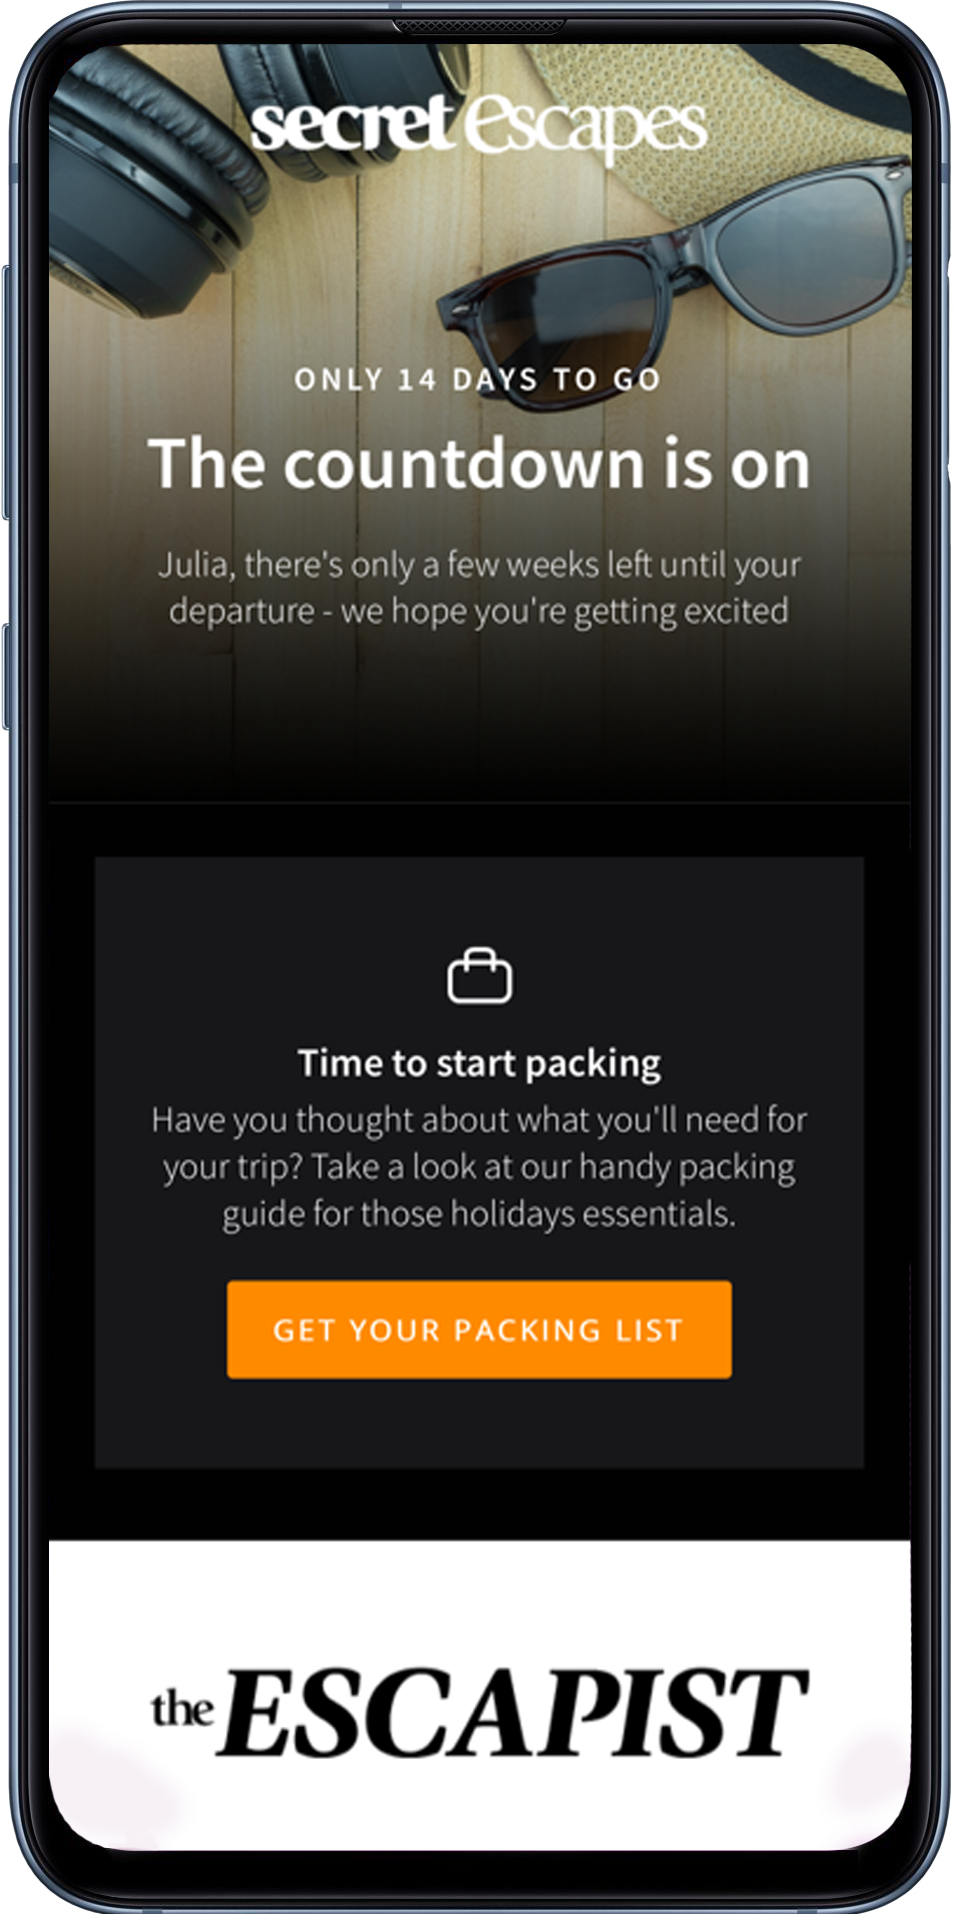 secret escapes
ONLY 14 DAYS TO GO
The countdown is on
Julia, there's only a few weeks left until your
departure - we hope you're getting excited
Time to start packing
Have you thought about what you'll need for
your trip? Take a look at our handy packing
guide for those holidays essentials.
GET YOUR PACKING LIST
the ESCAPIST